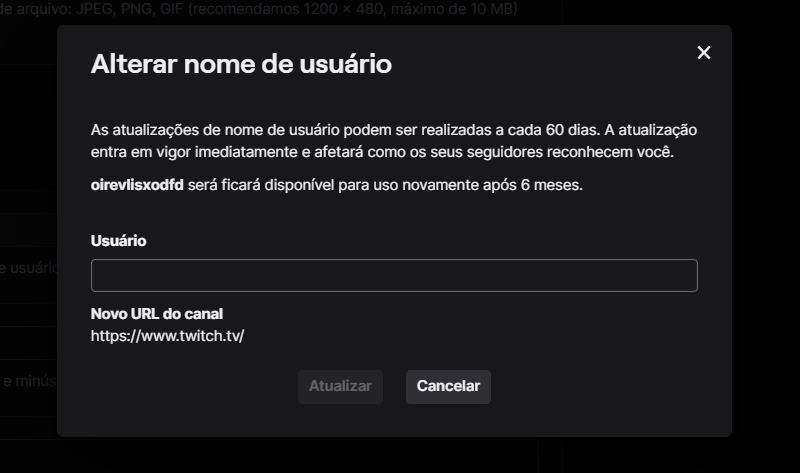 de arquivo: JPEG, PNG, GIF (recomendamos 1200 × 480, máximo de 10 MB)
Alterar nome de usuário
As atualizações de nome de usuário podem ser realizadas a cada 60 dias. A atualização
entra em vigor imediatamente e afetará como os seus seguidores reconhecem você.
oirevlisxodfd será ficará disponível para uso novamente após 6 meses.
Usuário
e usuário
Novo URL do canal
https://www.twitch.tv/
e minús
Atualizar
Cancelar